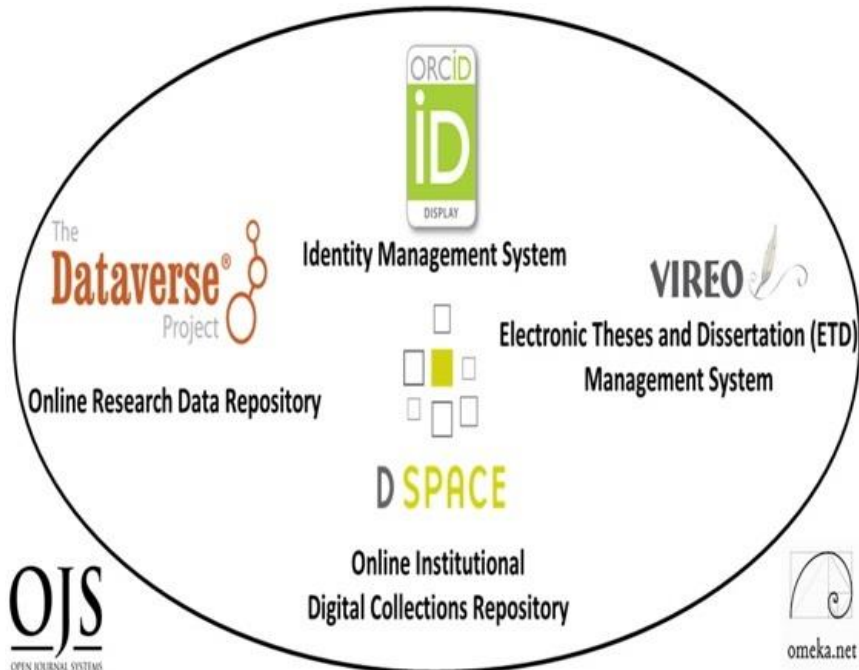 ORCID
iD
DISPLAY
Identity Management System
The
Dataverse®
Project
Online Research Data Repository
VIREO
Electronic Theses and Dissertation (ETD)
Management System
D SPACE
Online Institutional
Digital Collections Repository
OJS
OPEN JOURNAL SYSTEMS
omeka.net